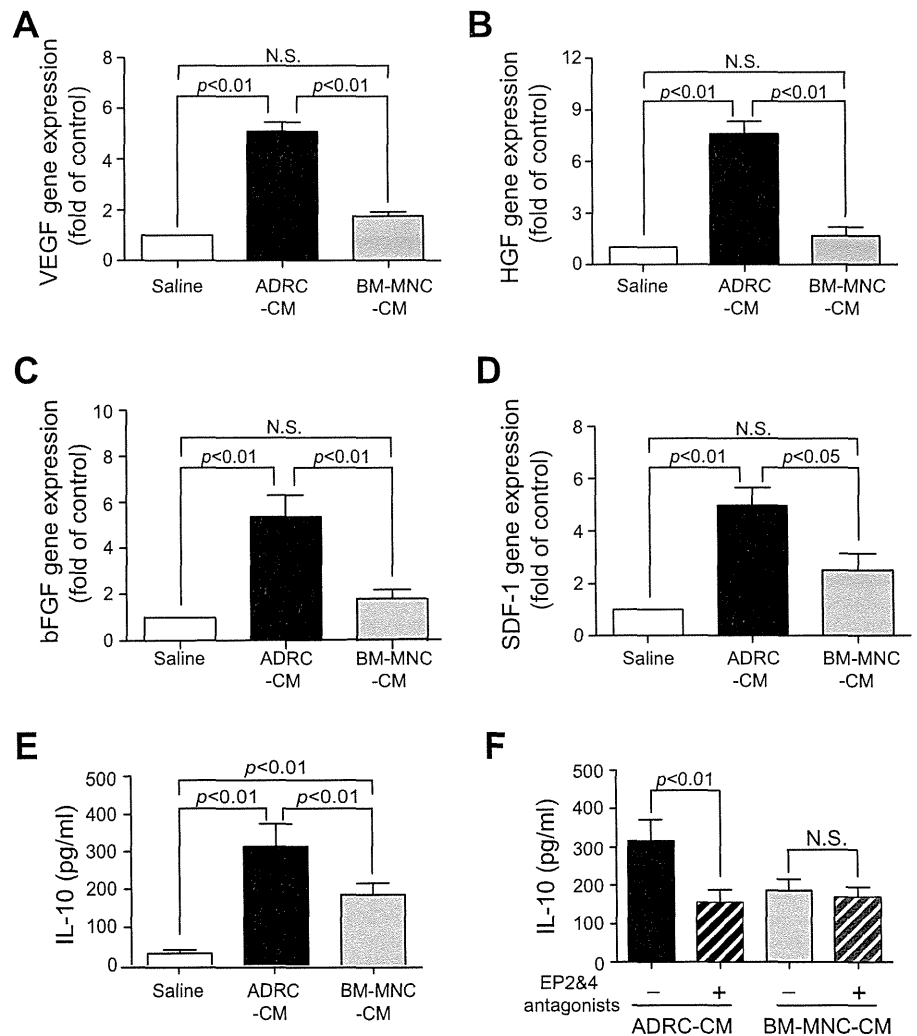 A
VEGF gene expression
(fold of control)
8
6
4
2
0
N.S.
p<0.01
p<0.01
Saline
ADRC
-CM
BM-MNC
-CM
B
HGF gene expression
(fold of control)
12
9
6
3
0
N.S.
p<0.01
p<0.01
Saline
ADRC
-CM
BM-MNC
-CM
C
bFGF gene expression
(fold of control)
10
8
6
4
2
0
N.S.
p<0.01
p<0.01
Saline
ADRC
-CM
BM-MNC
-CM
D
SDF-1 gene expression
(fold of control)
8
6
4
2
0
N.S.
p<0.01
p<0.05
Saline
ADRC
-CM
BM-MNC
-CM
E
IL-10 (pg/ml)
500
400
300
200
100
0
p<0.01
p<0.01
p<0.01
Saline
ADRC
-CM
BM-MNC
-CM
F
IL-10 (pg/ml)
500
400
300
200
100
0
p<0.01
N.S.
EP2&4
antagonists
− + − +
ADRC-CM
BM-MNC-CM